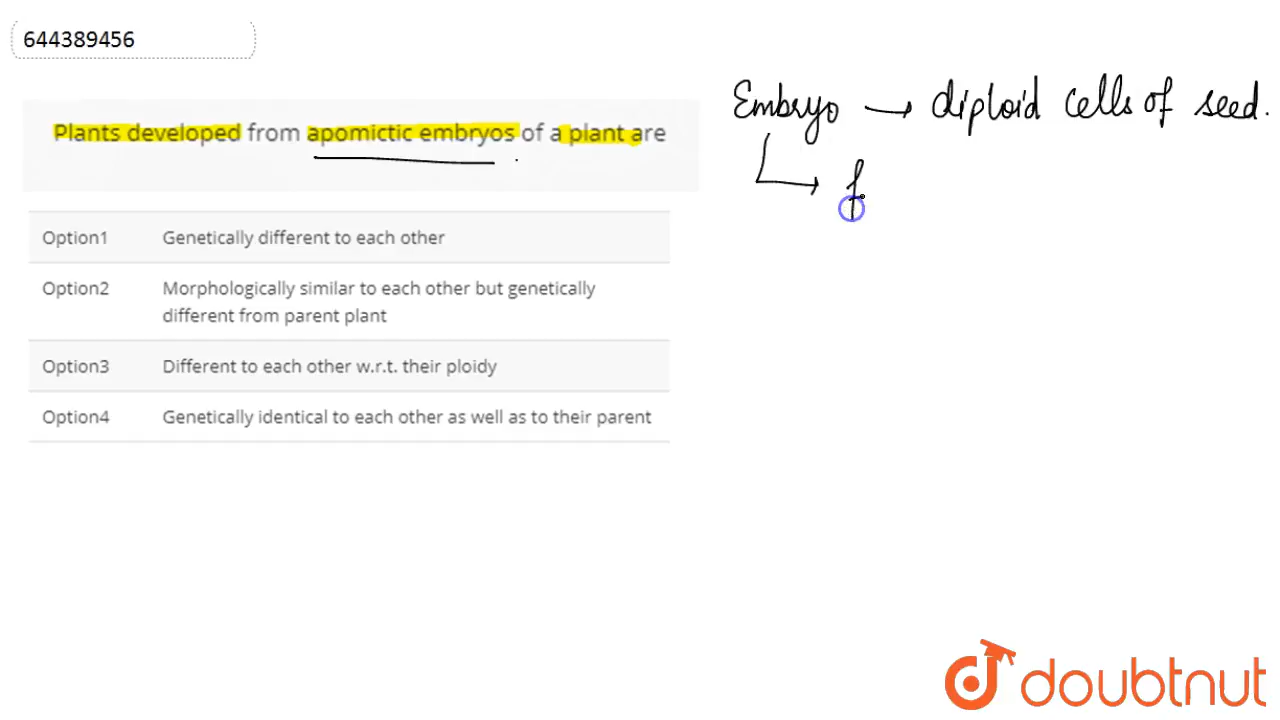 644389456
Plants developed from apomictic embryos of a plant are
Option1 Genetically different to each other
Option2 Morphologically similar to each other but genetically
different from parent plant
Option3 Different to each other w.r.t. their ploidy
Option4 Genetically identical to each other as well as to their parent
Embryo → diploid cells of seed.
f
doubtnut